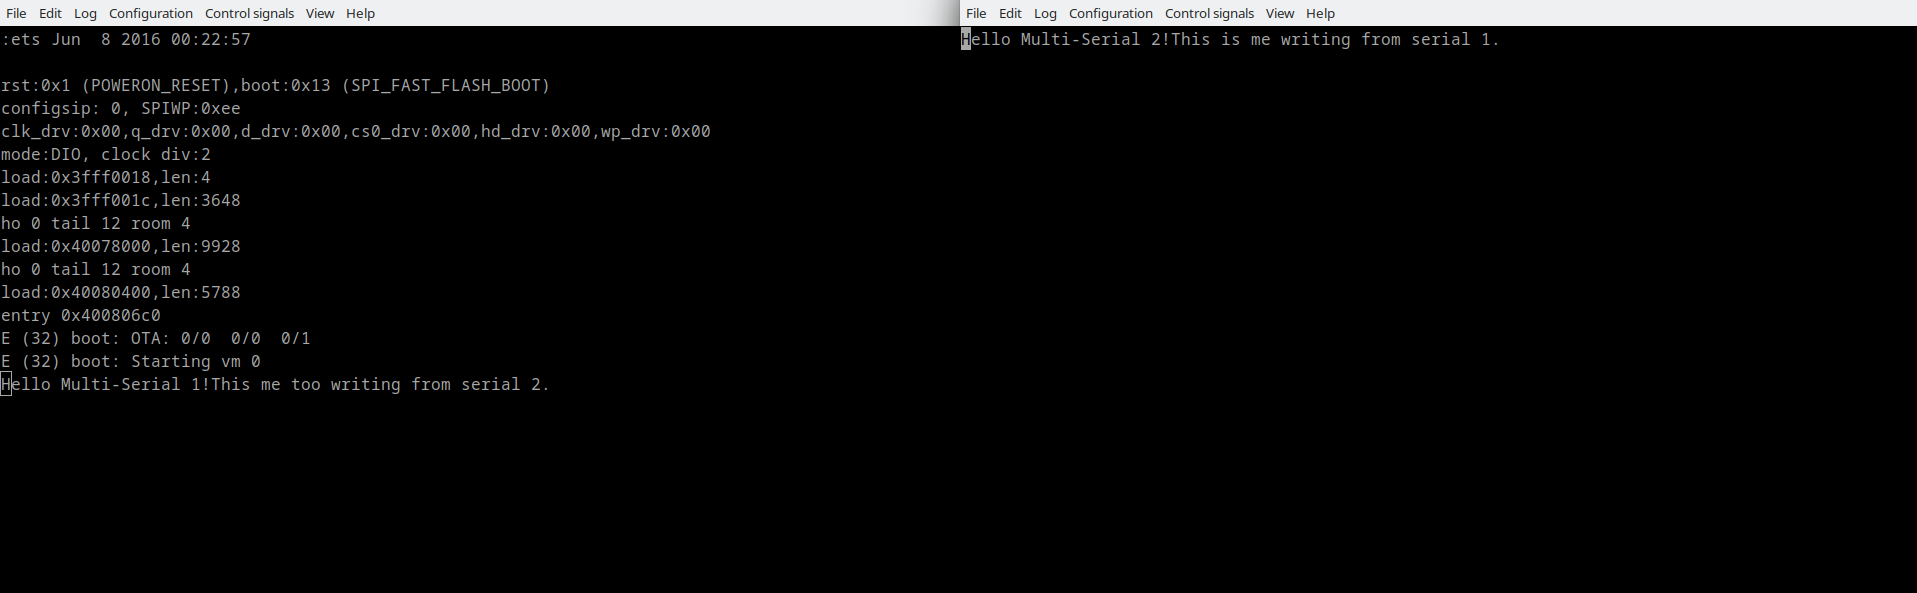 File Edit Log Configuration Control signals View Help
:ets Jun  8 2016 00:22:57
rst:0x1 (POWERON_RESET),boot:0x13 (SPI_FAST_FLASH_BOOT)
configsip: 0, SPIWP:0xee
clk_drv:0x00,q_drv:0x00,d_drv:0x00,cs0_drv:0x00,hd_drv:0x00,wp_drv:0x00
mode:DIO, clock div:2
load:0x3fff0018,len:4
load:0x3fff001c,len:3648
ho 0 tail 12 room 4
load:0x40078000,len:9928
ho 0 tail 12 room 4
load:0x40080400,len:5788
entry 0x400806c0
E (32) boot: OTA: 0/0  0/0  0/1
E (32) boot: Starting vm 0
Hello Multi-Serial 1!This me too writing from serial 2.
File Edit Log Configuration Control signals View Help
Hello Multi-Serial 2!This is me writing from serial 1.